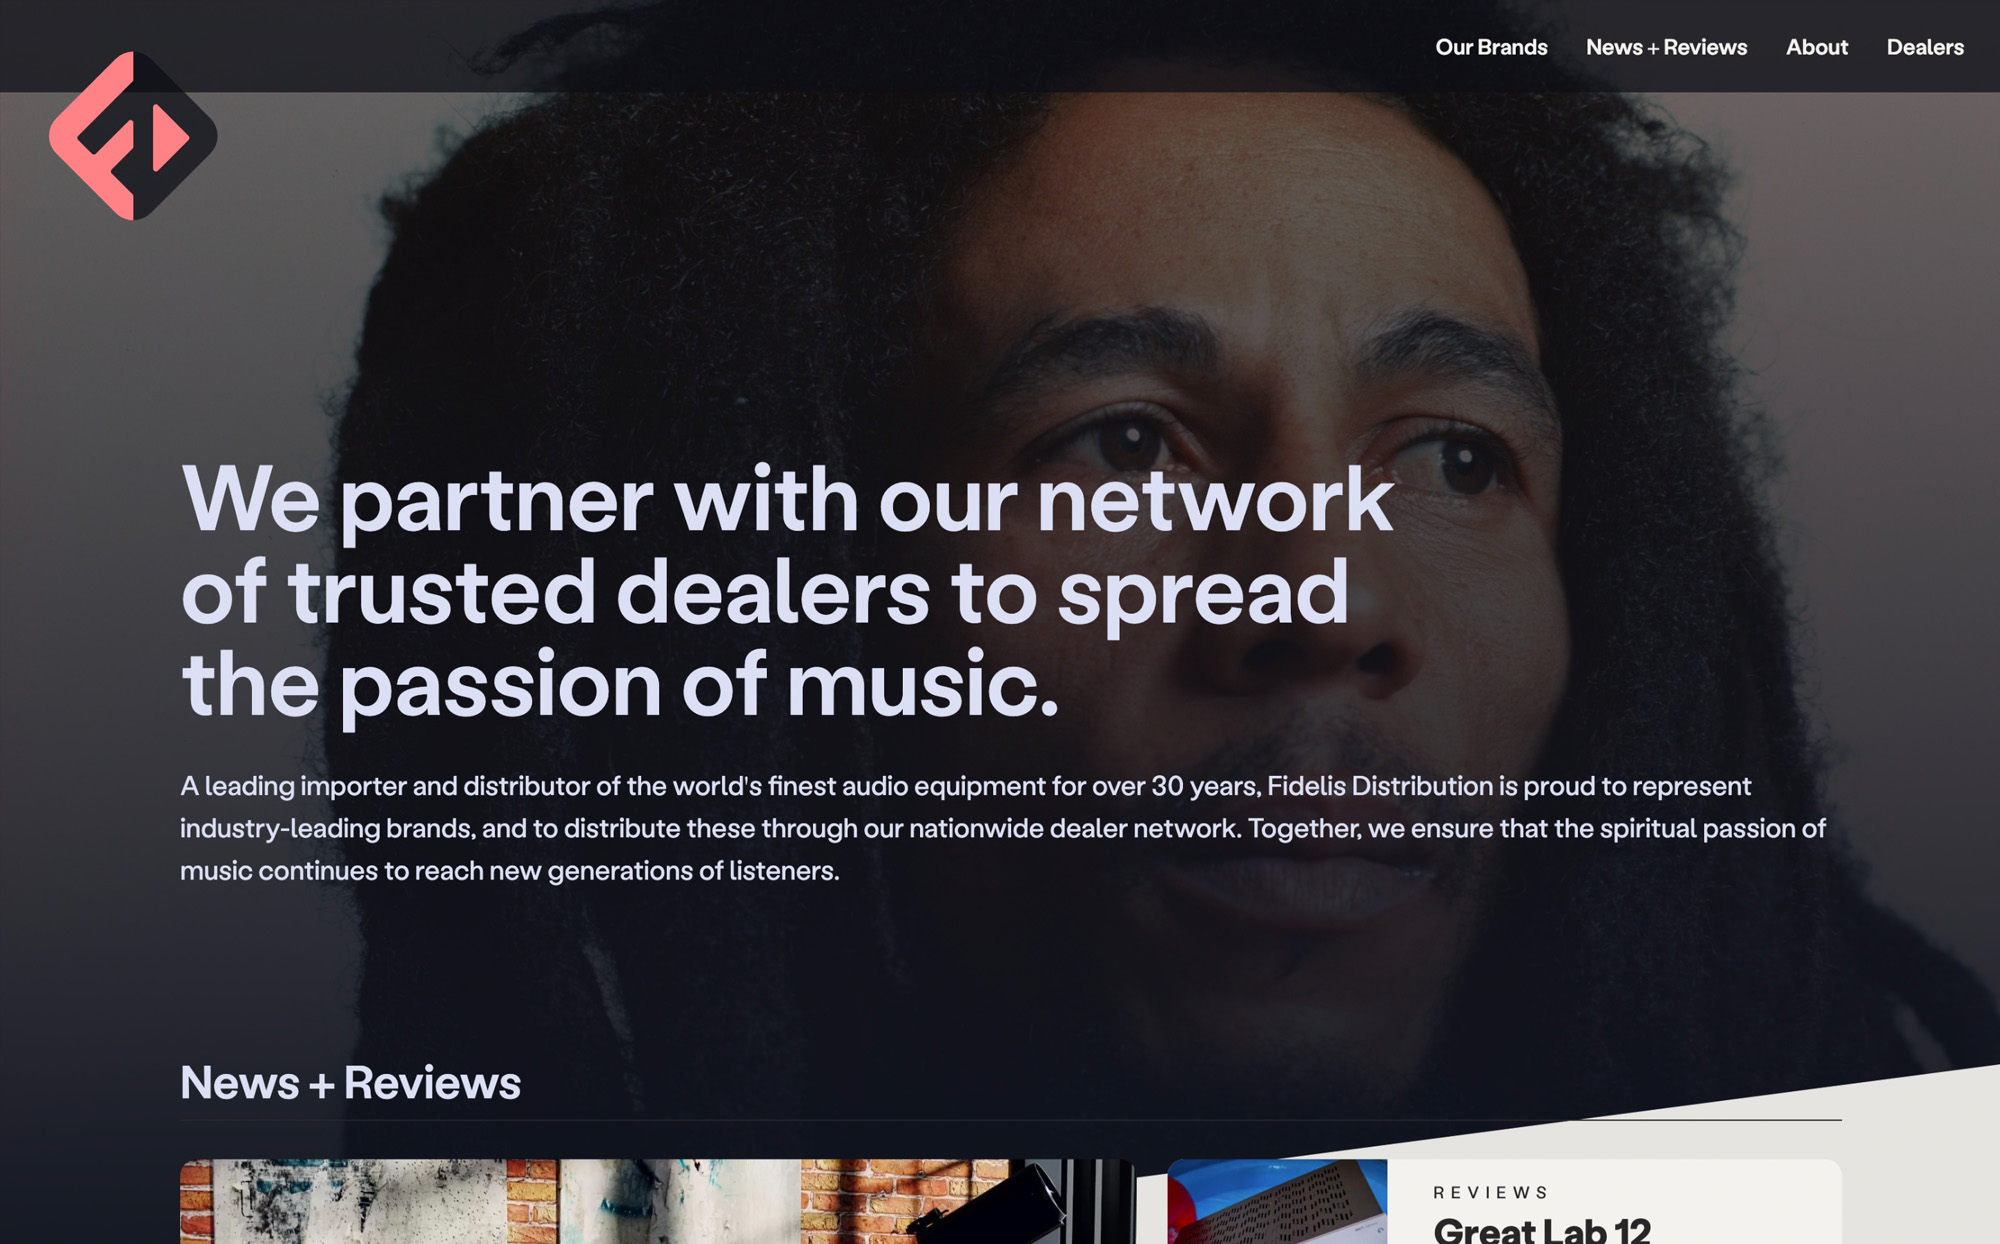 Our Brands News + Reviews About Dealers
We partner with our network
of trusted dealers to spread
the passion of music.
A leading importer and distributor of the world's finest audio equipment for over 30 years, Fidelis Distribution is proud to represent
industry-leading brands, and to distribute these through our nationwide dealer network. Together, we ensure that the spiritual passion of
music continues to reach new generations of listeners.
News + Reviews
REVIEWS
Great Lab 12